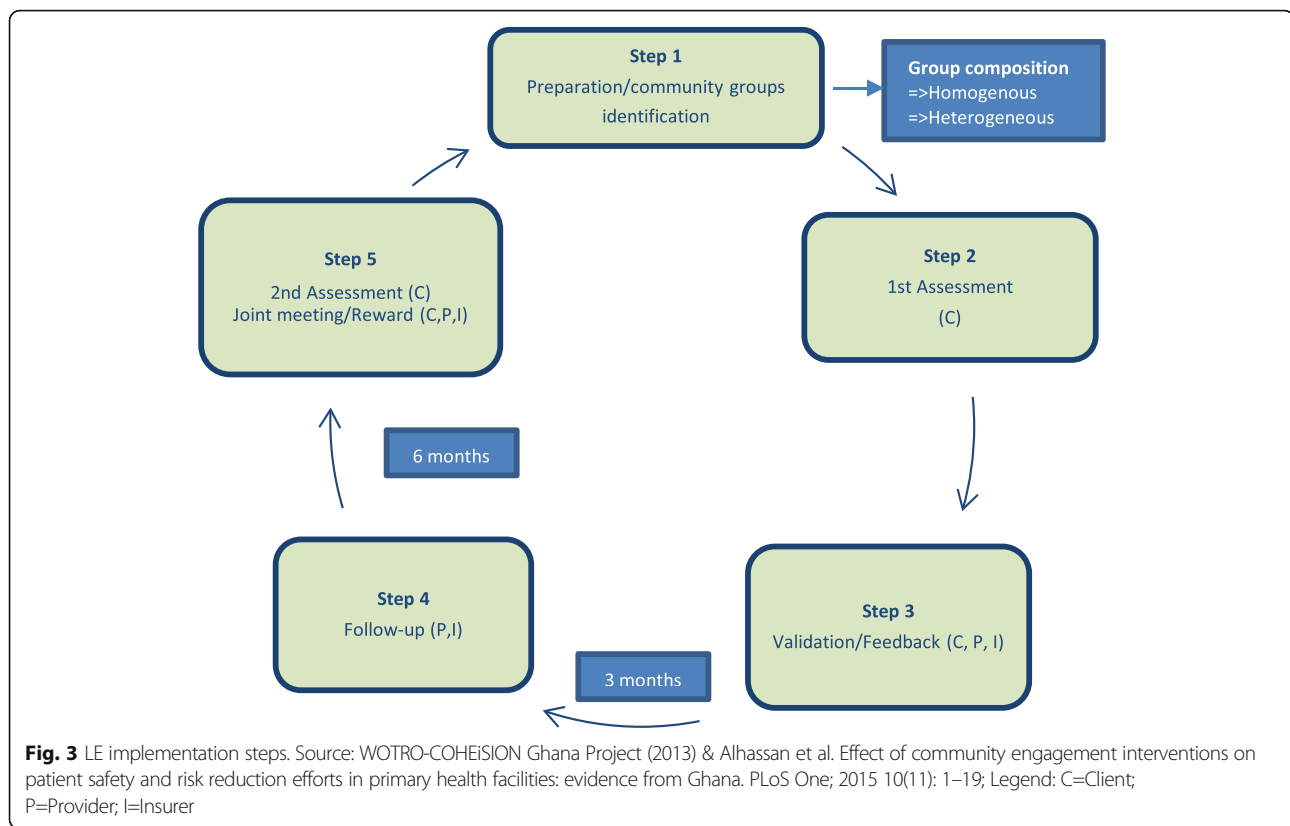 Step 1
Preparation/community groups
identification
Group composition
=>Homogenous
=>Heterogeneous
Step 2
1st Assessment
(C)
Step 3
Validation/Feedback (C, P, I)
3 months
Step 4
Follow-up (P,I)
6 months
Step 5
2nd Assessment (C)
Joint meeting/Reward (C,P,I)
Fig. 3 LE implementation steps. Source: WOTRO-COHEiSION Ghana Project (2013) & Alhassan et al. Effect of community engagement interventions on
patient safety and risk reduction efforts in primary health facilities: evidence from Ghana. PLoS One; 2015 10(11): 1–19; Legend: C=Client;
P=Provider; I=Insurer